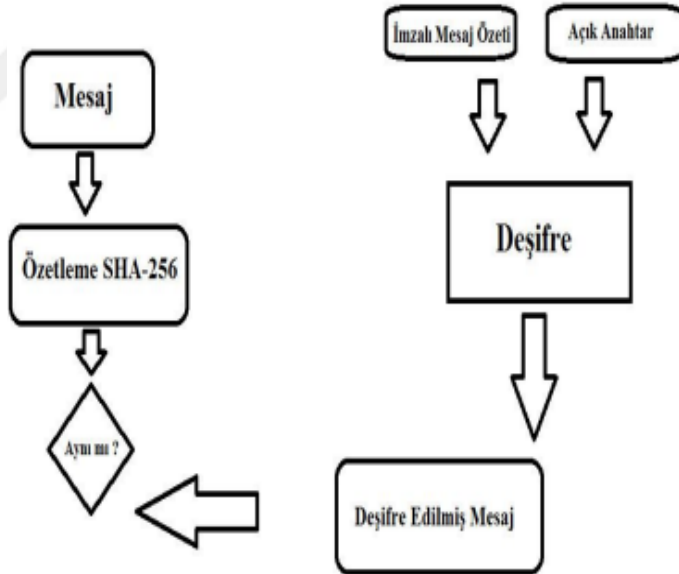 İmzalı Mesaj Özeti
Açık Anahtar
Mesaj
Özetleme SHA-256
Deşifre
Aynı mı ?
Deşifre Edilmiş Mesaj